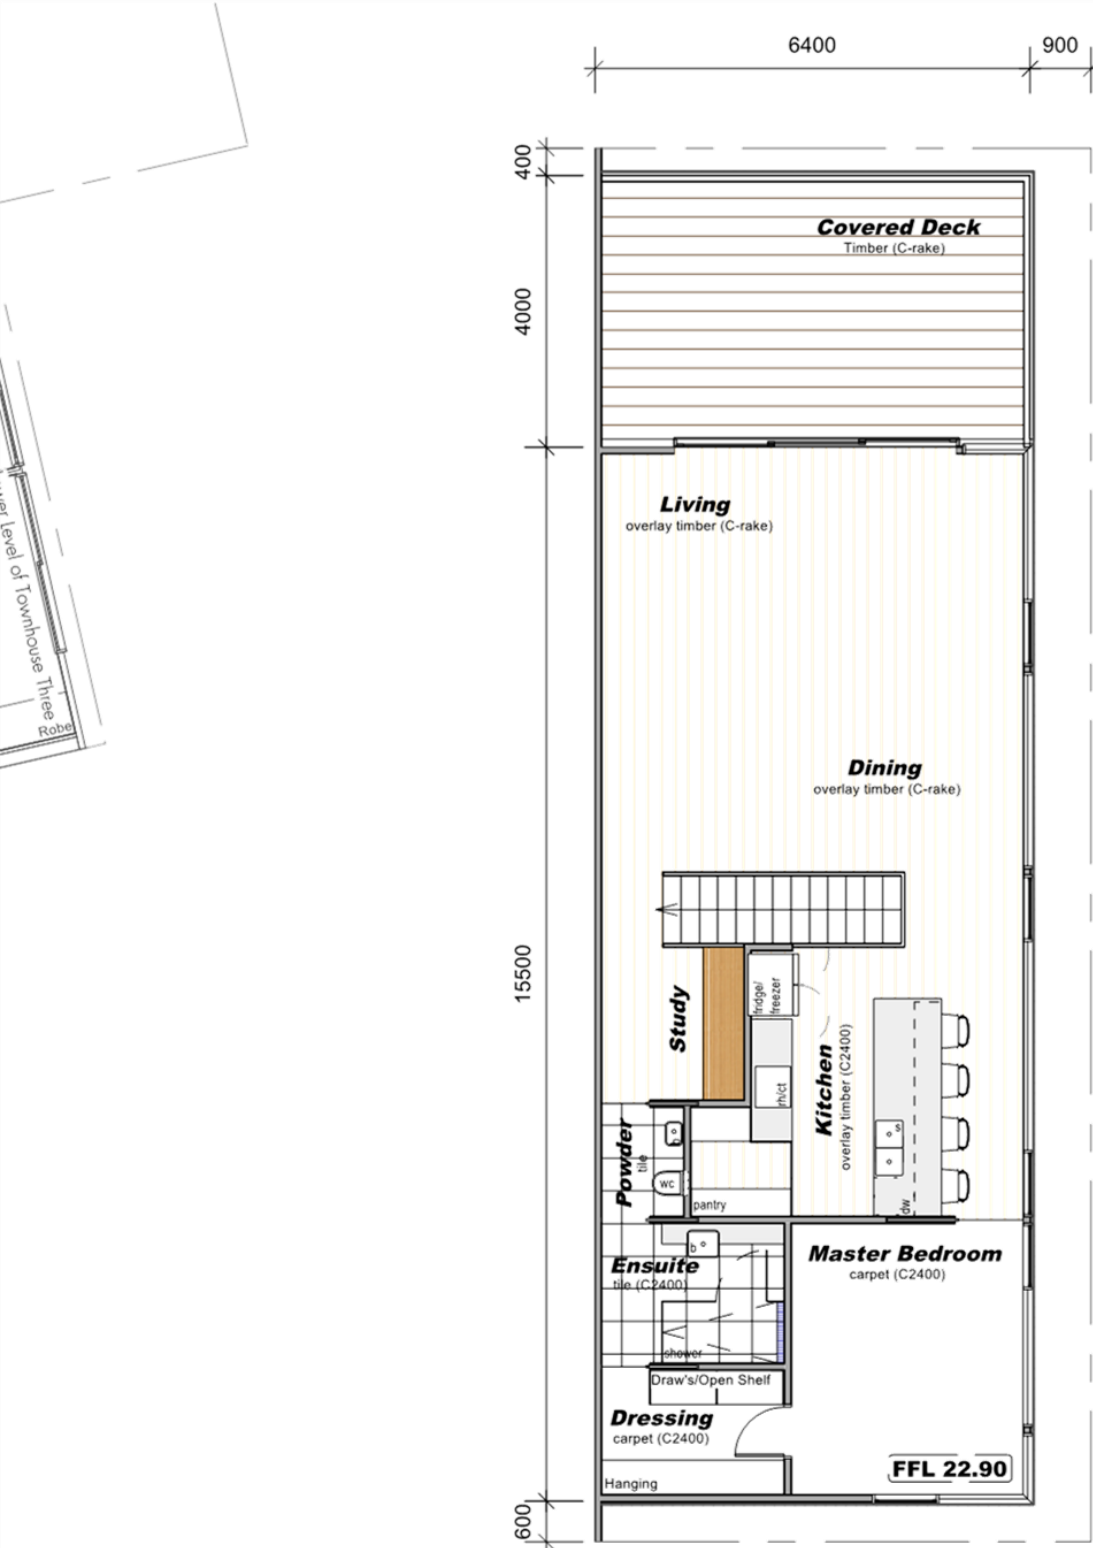 6400
900
400
4000
15500
600
Covered Deck
Timber (C-rake)
Living
overlay timber (C-rake)
Level of Townhouse Three
Robe
Dining
overlay timber (C-rake)
Study
fridge/
freezer
rh/ct
Kitchen
overlay timber (C2400)
Powder
tile
wc
pantry
s
dw
b
Ensuite
tile (C2400)
shower
Master Bedroom
carpet (C2400)
Draw's/Open Shelf
Dressing
carpet (C2400)
Hanging
FFL 22.90